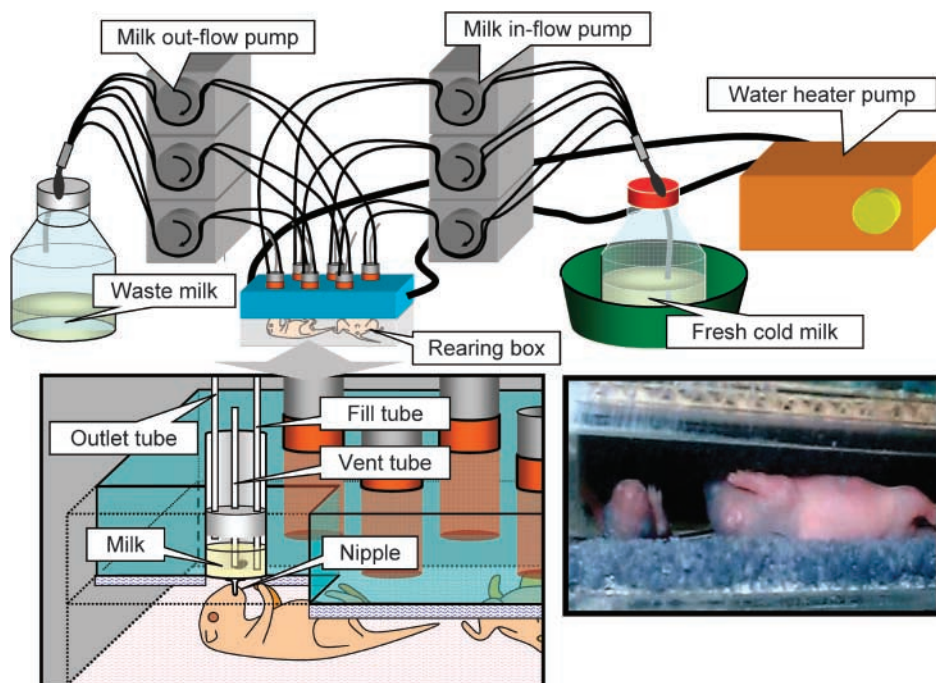 Milk out-flow pump
Milk in-flow pump
Water heater pump
Waste milk
Rearing box
Fresh cold milk
Outlet tube
Fill tube
Vent tube
Milk
Nipple